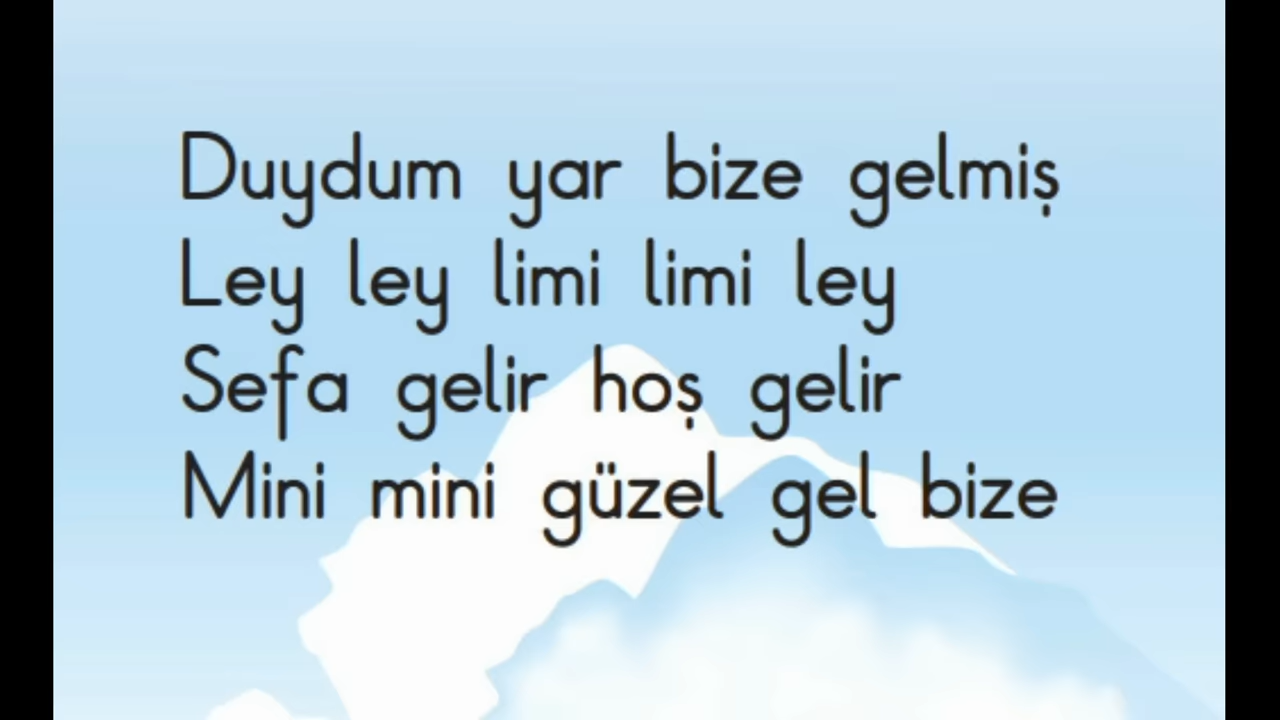 Duydum yar bize gelmiş
Ley ley limi limi ley
Sefa gelir hoş gelir
Mini mini güzel gel bize